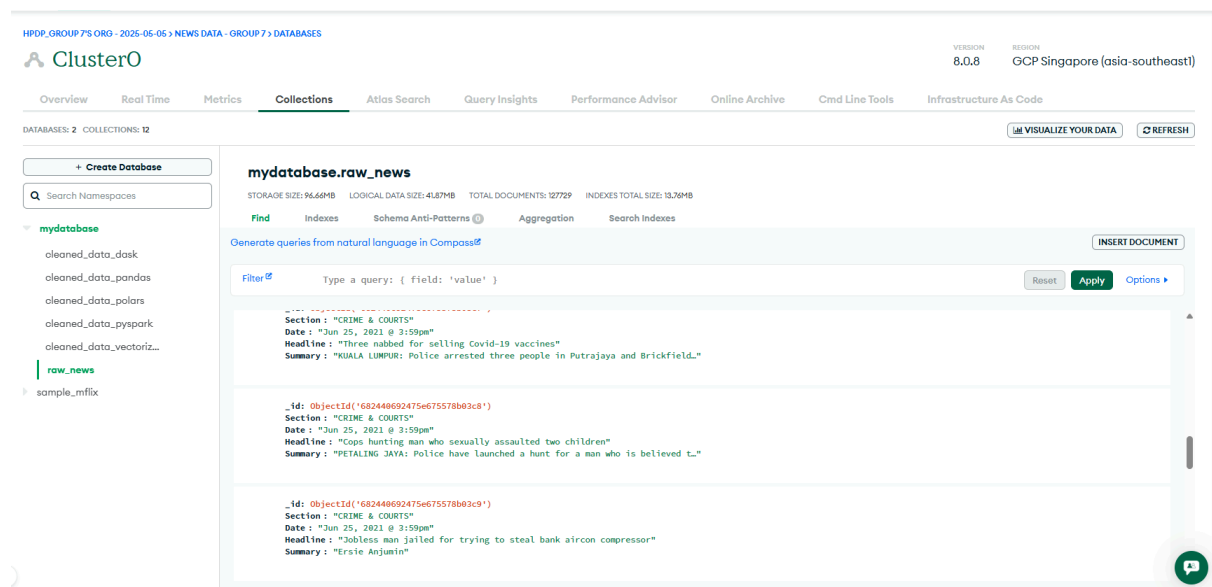 HPDP_GROUP 7'S ORG - 2025-05-05 > NEWS DATA - GROUP 7 > DATABASES
Cluster0
VERSION
8.0.8
REGION
GCP Singapore (asia-southeast1)
Overview Real Time Metrics Collections Atlas Search Query Insights Performance Advisor Online Archive Cmd Line Tools Infrastructure As Code
DATABASES: 2 COLLECTIONS: 12
VISUALIZE YOUR DATA
REFRESH
+ Create Database
Search Namespaces
mydatabase
cleaned_data_dask
cleaned_data_pandas
cleaned_data_polars
cleaned_data_pyspark
cleaned_data_vectoriz...
raw_news
sample_mflix
mydatabase.raw_news
STORAGE SIZE: 96.66MB LOGICAL DATA SIZE: 41.87MB TOTAL DOCUMENTS: 127729 INDEXES TOTAL SIZE: 13.76MB
Find Indexes Schema Anti-Patterns 0 Aggregation Search Indexes
Generate queries from natural language in Compass
INSERT DOCUMENT
Filter
Type a query: { field: 'value' }
Reset
Apply
Options
Section : "CRIME & COURTS"
Date : "Jun 25, 2021 @ 3:59pm"
Headline : "Three nabbed for selling Covid-19 vaccines"
Summary : "KUALA LUMPUR: Police arrested three people in Putrajaya and Brickfield…"
_id: ObjectId('682440692475e675578b03c8')
Section : "CRIME & COURTS"
Date : "Jun 25, 2021 @ 3:59pm"
Headline : "Cops hunting man who sexually assaulted two children"
Summary : "PETALING JAYA: Police have launched a hunt for a man who is believed t…"
_id: ObjectId('682440692475e675578b03c9')
Section : "CRIME & COURTS"
Date : "Jun 25, 2021 @ 3:59pm"
Headline : "Jobless man jailed for trying to steal bank aircon compressor"
Summary : "Ersie Anjumin"